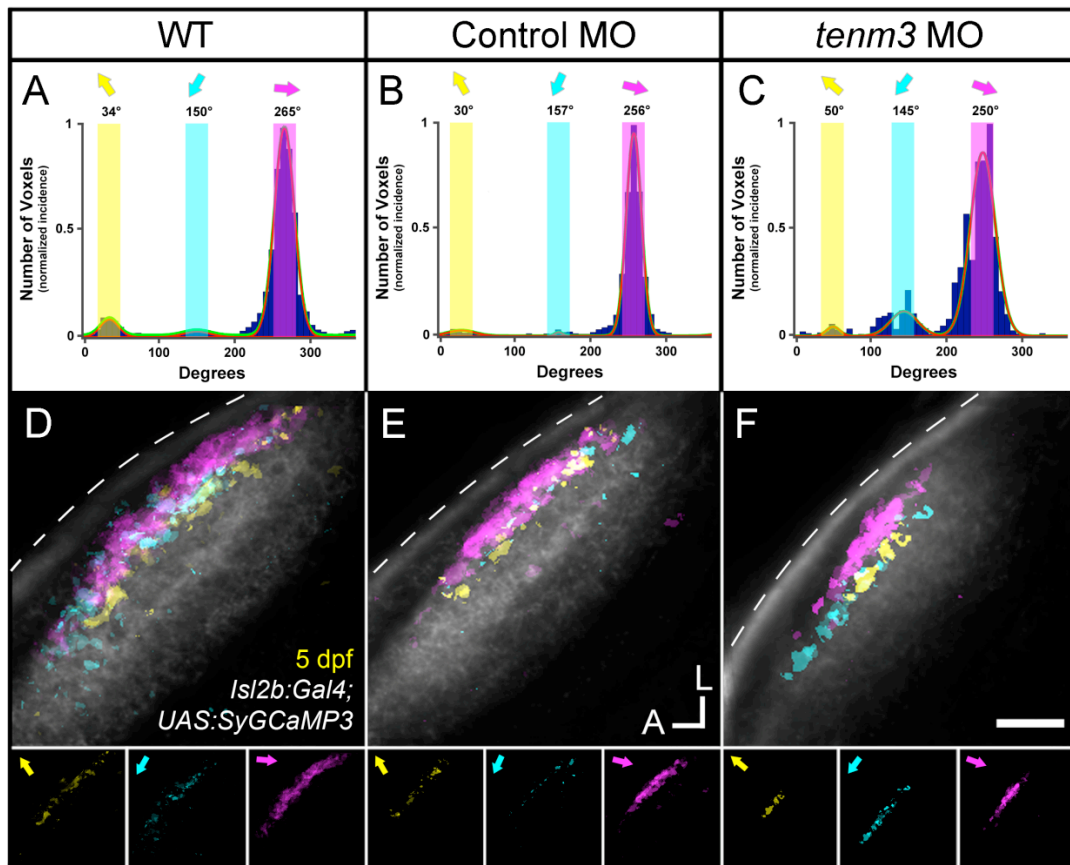 WT
Control MO
tenm3 MO
A
34°
150°
265°
1
0.5
0
Number of Voxels
(normalized incidence)
0
100
200
300
Degrees
B
30°
157°
256°
1
0.5
0
Number of Voxels
(normalized incidence)
0
100
200
300
Degrees
C
50°
145°
250°
1
0.5
0
Number of Voxels
(normalized incidence)
0
100
200
300
Degrees
D
5 dpf
Isl2b:Gal4;
UAS:SyGCaMP3
E
L
A
F